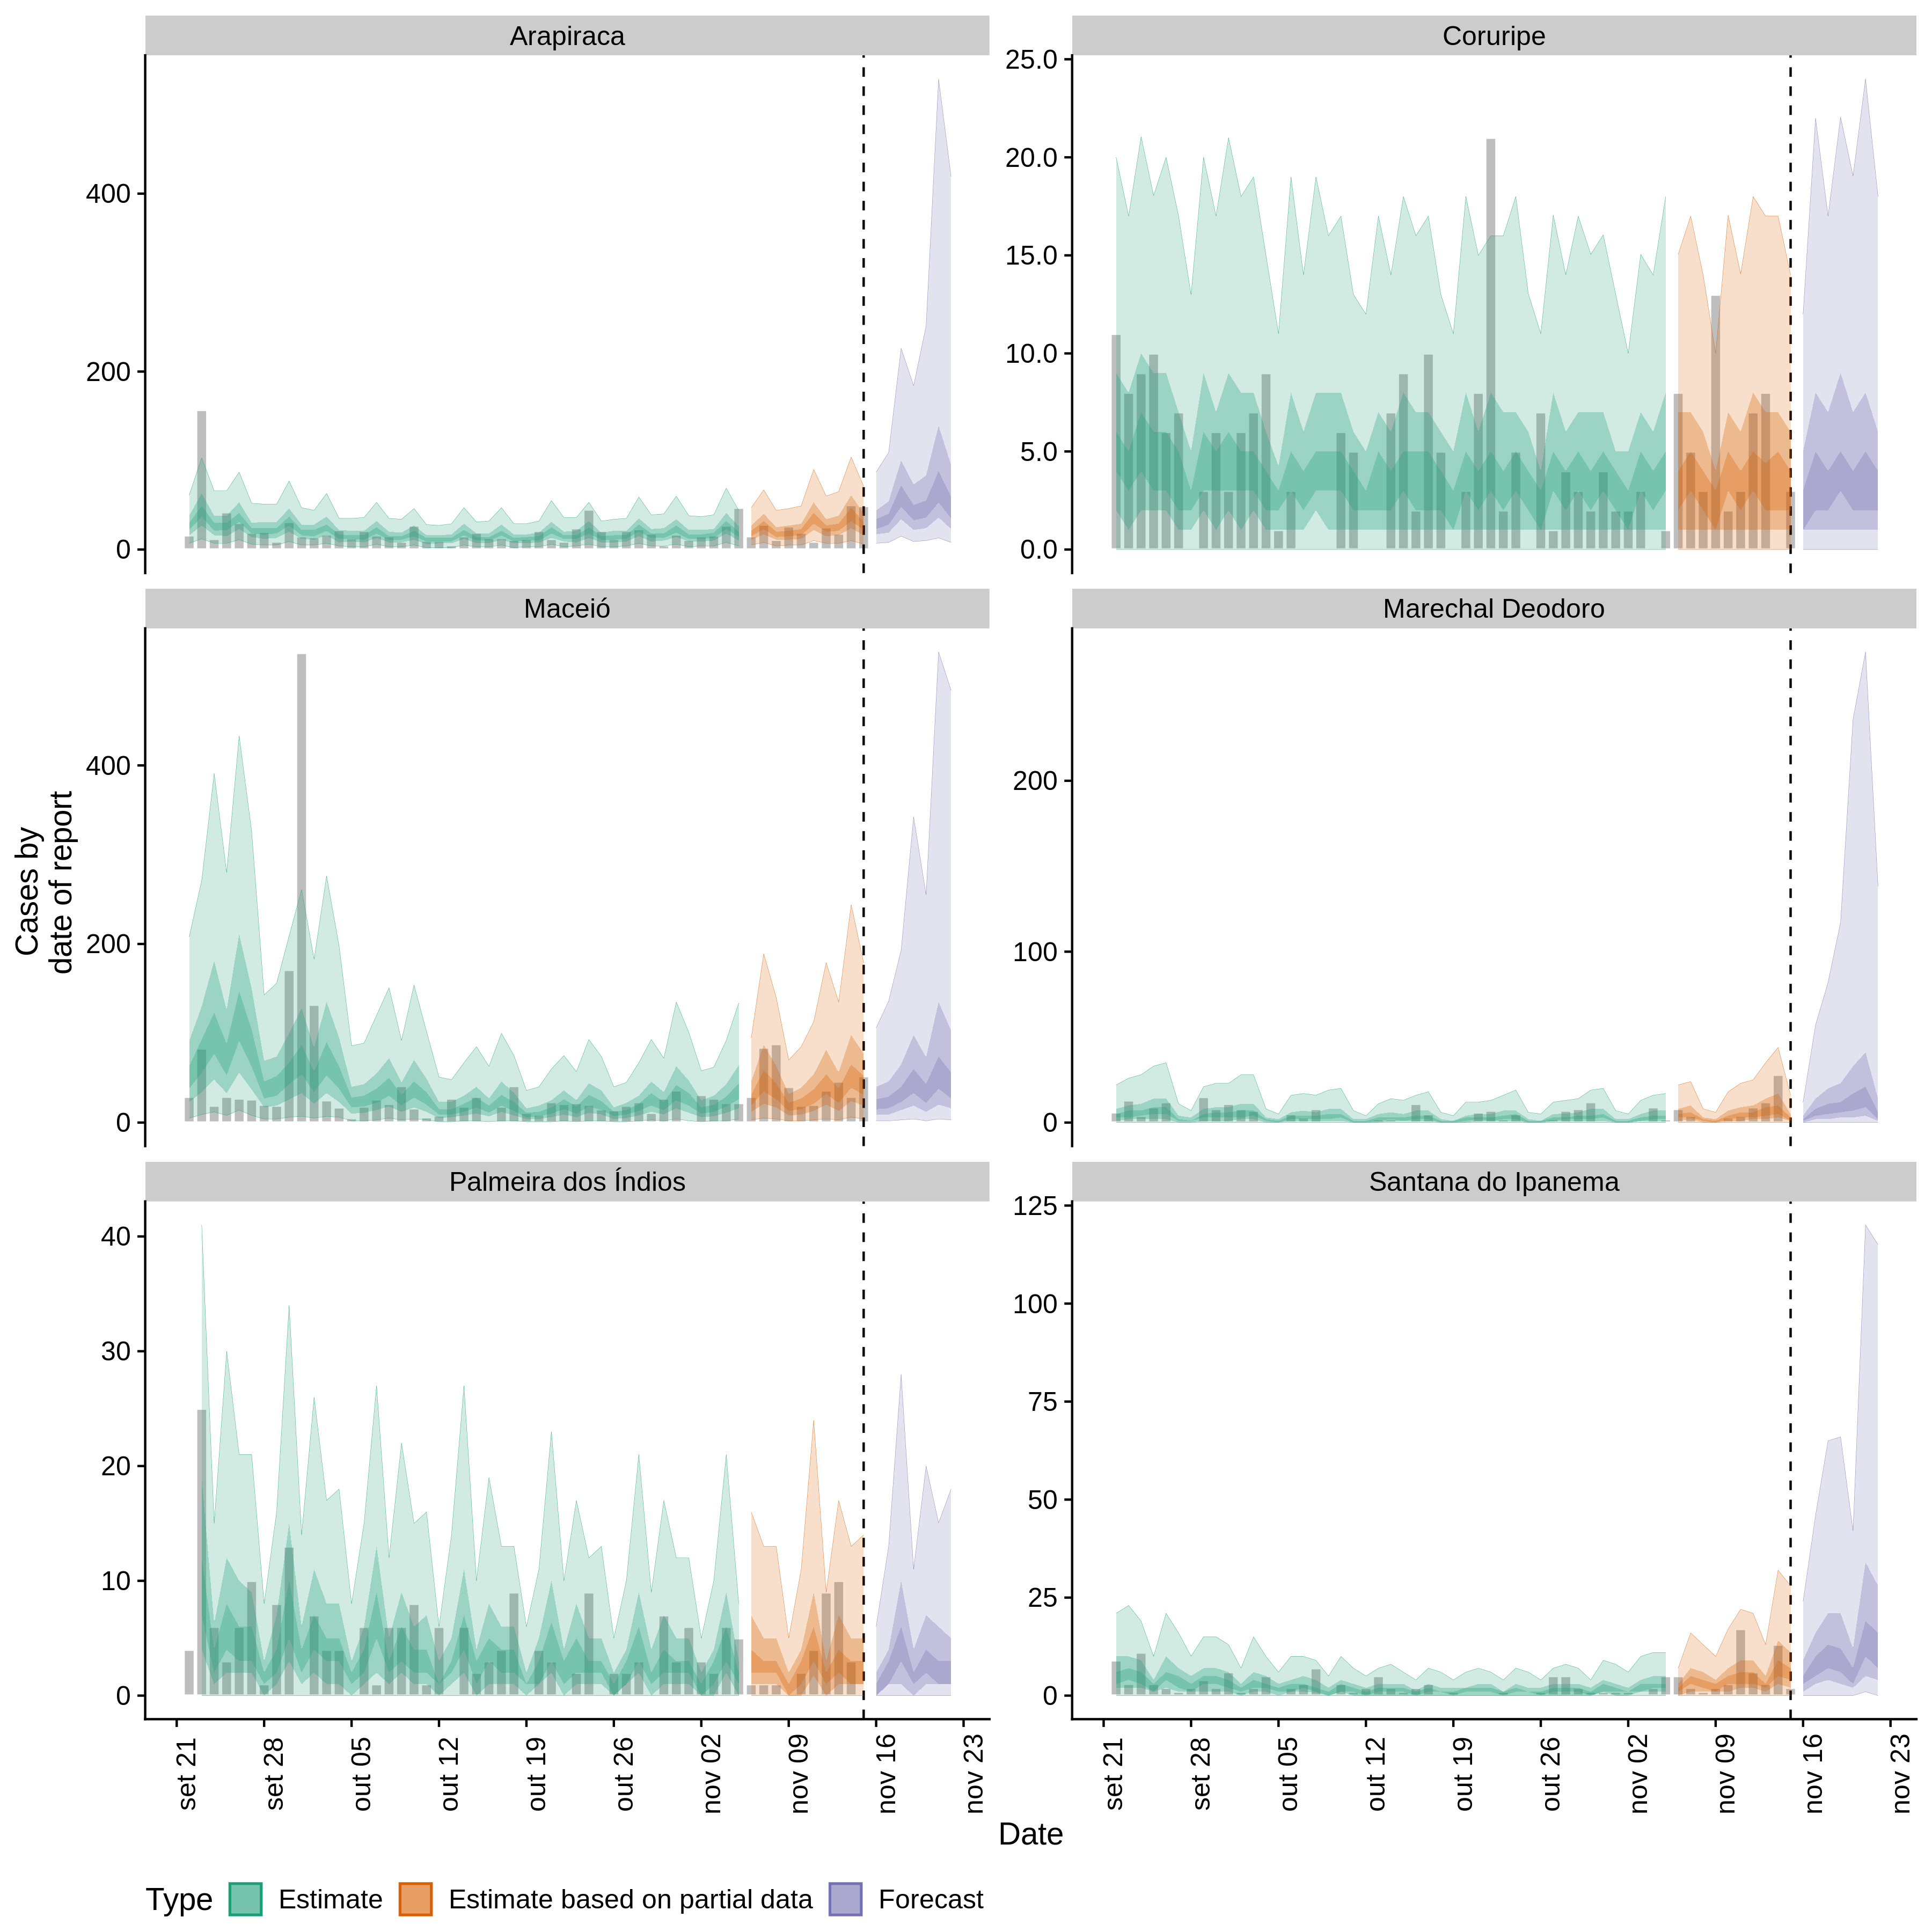 Arapiraca
Coruripe
400
200
0
25.0
20.0
15.0
10.0
5.0
0.0
Maceió
Marechal Deodoro
400
200
0
200
100
0
Cases by
date of report
Palmeira dos Índios
Santana do Ipanema
40
30
20
10
0
125
100
75
50
25
0
set 21
set 28
out 05
out 12
out 19
out 26
nov 02
nov 09
nov 16
nov 23
set 21
set 28
out 05
out 12
out 19
out 26
nov 02
nov 09
nov 16
nov 23
Date
Type Estimate Estimate based on partial data Forecast